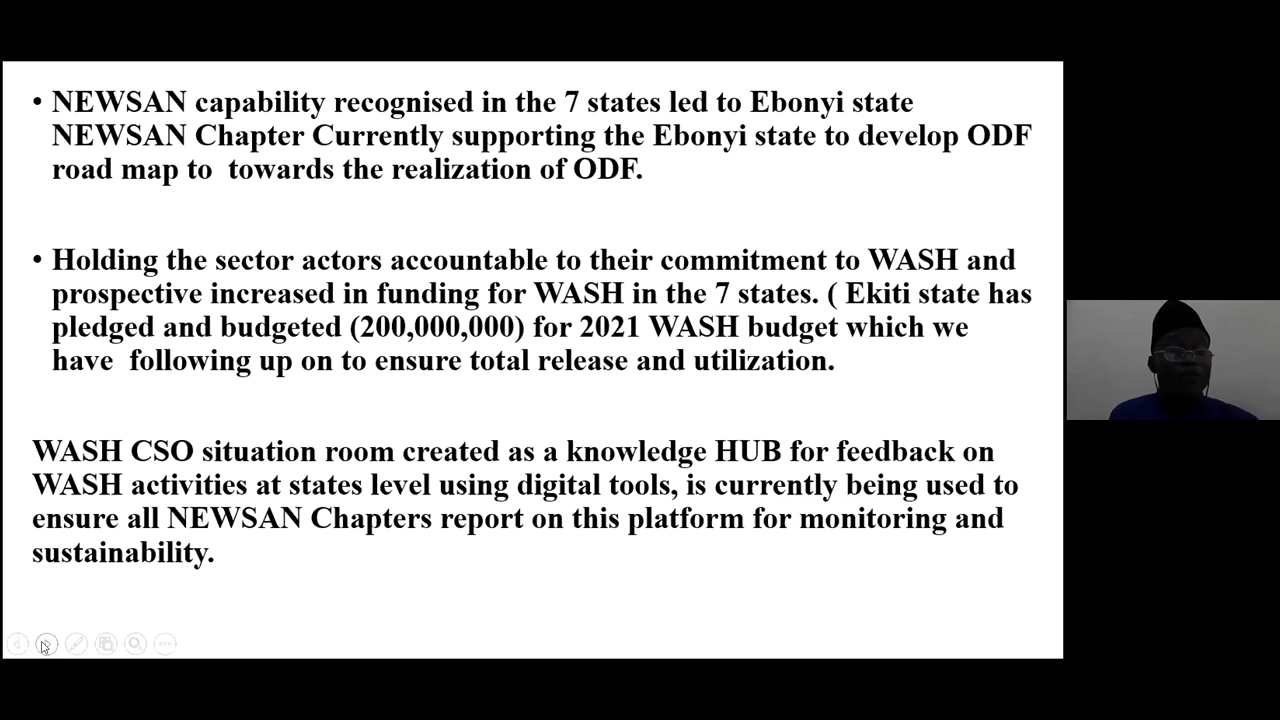 • NEWSAN capability recognised in the 7 states led to Ebonyi state
NEWSAN Chapter Currently supporting the Ebonyi state to develop ODF
road map to  towards the realization of ODF.
• Holding the sector actors accountable to their commitment to WASH and
prospective increased in funding for WASH in the 7 states. ( Ekiti state has
pledged and budgeted (200,000,000) for 2021 WASH budget which we
have  following up on to ensure total release and utilization.
WASH CSO situation room created as a knowledge HUB for feedback on
WASH activities at states level using digital tools, is currently being used to
ensure all NEWSAN Chapters report on this platform for monitoring and
sustainability.